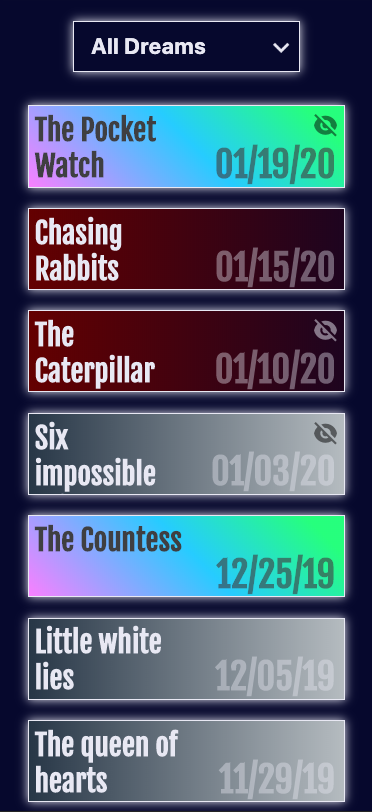 All Dreams
The Pocket
Watch
01/19/20
Chasing
Rabbits
01/15/20
The
Caterpillar
01/10/20
Six
impossible
01/03/20
The Countess
12/25/19
Little white
lies
12/05/19
The queen of
hearts
11/29/19